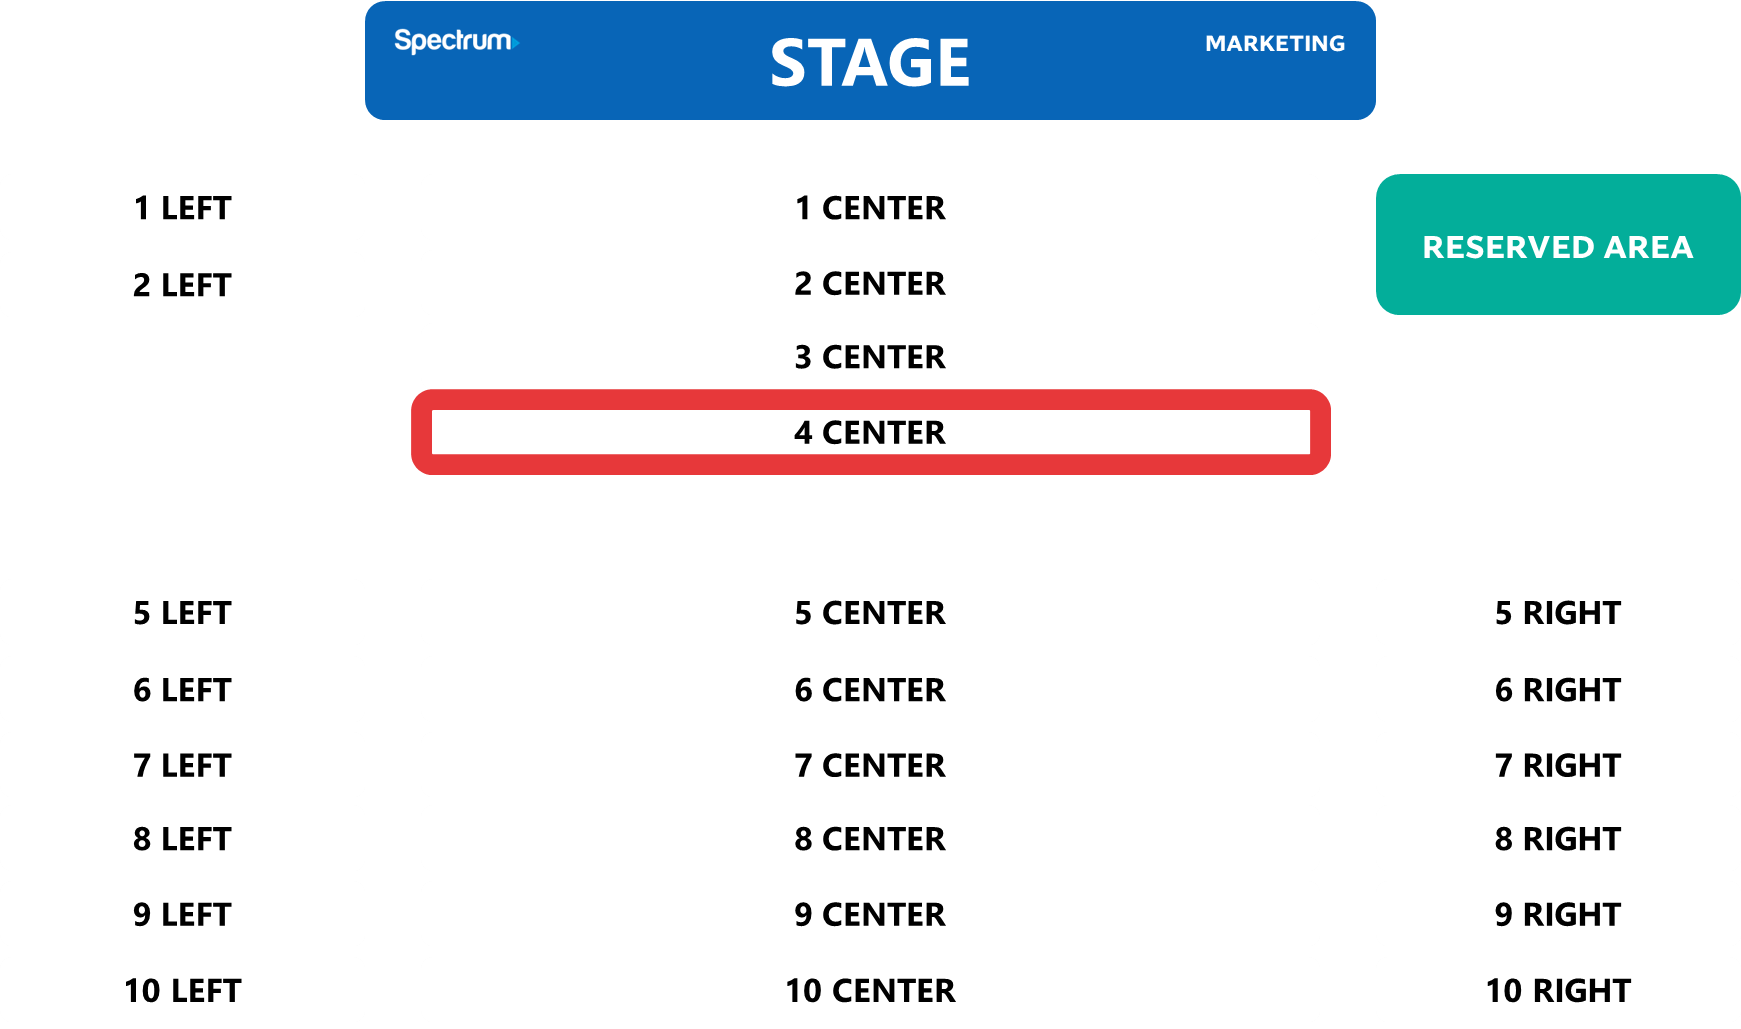 Spectrum
STAGE
MARKETING
1 LEFT
1 CENTER
RESERVED AREA
2 LEFT
2 CENTER
3 CENTER
4 CENTER
5 LEFT
5 CENTER
5 RIGHT
6 LEFT
6 CENTER
6 RIGHT
7 LEFT
7 CENTER
7 RIGHT
8 LEFT
8 CENTER
8 RIGHT
9 LEFT
9 CENTER
9 RIGHT
10 LEFT
10 CENTER
10 RIGHT